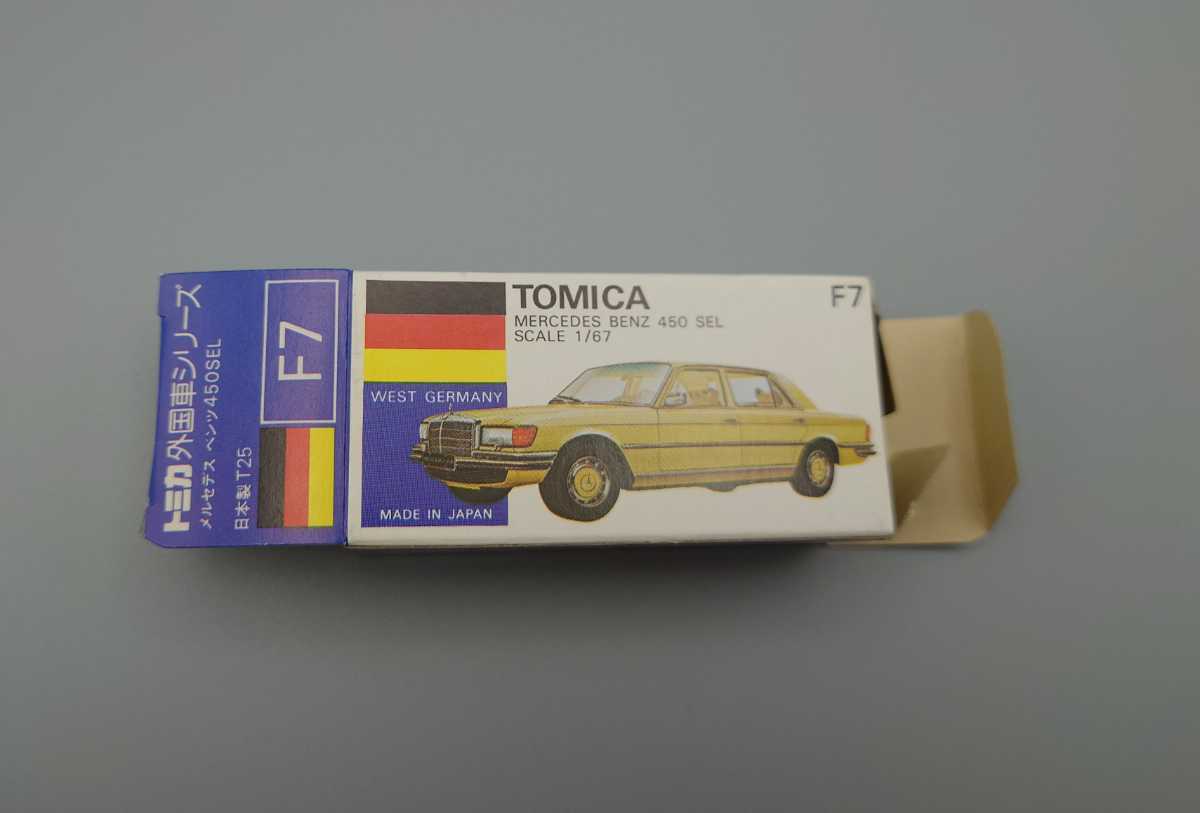 トミカ外国車シリーズ
メルセデス ベンツ450SEL
日本製 T25
F7
TOMICA
F7
MERCEDES BENZ 450 SEL
SCALE 1/67
WEST GERMANY
MADE IN JAPAN